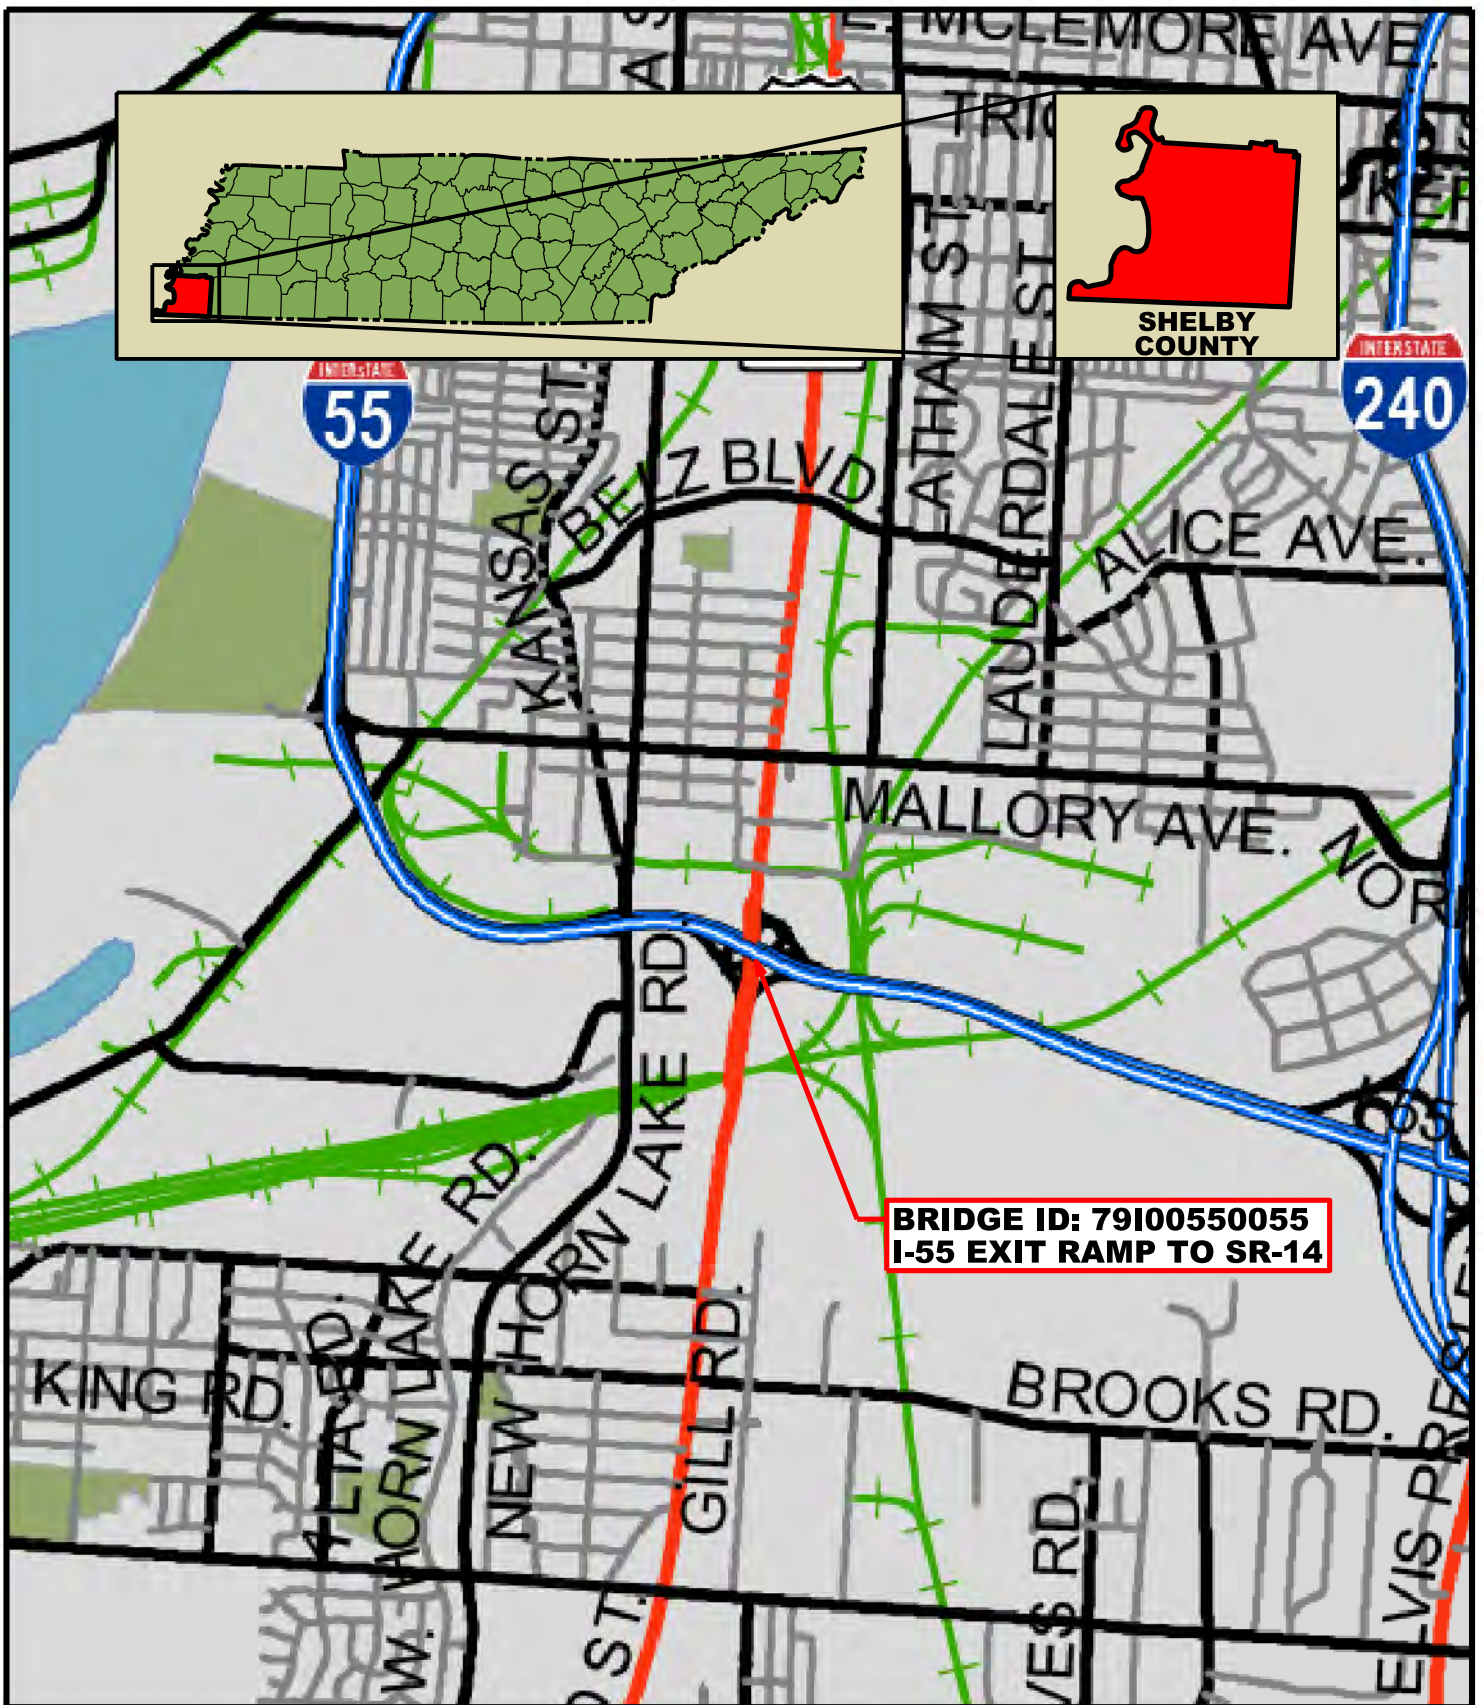 E. MCLEMORE AVE.
SHELBY
COUNTY
INTERSTATE
55
INTERSTATE
240
KANSAS ST.
BELZ BLVD.
LATHAM ST.
LAUDERDALE ST.
ALICE AVE.
MALLORY AVE.
HORN LAKE RD.
BRIDGE ID: 79I00550055
I-55 EXIT RAMP TO SR-14
KING RD.
HORN LAKE RD.
NEW
GILL RD.
BROOKS RD.
W.
ST.
RD.
ELVIS PRE